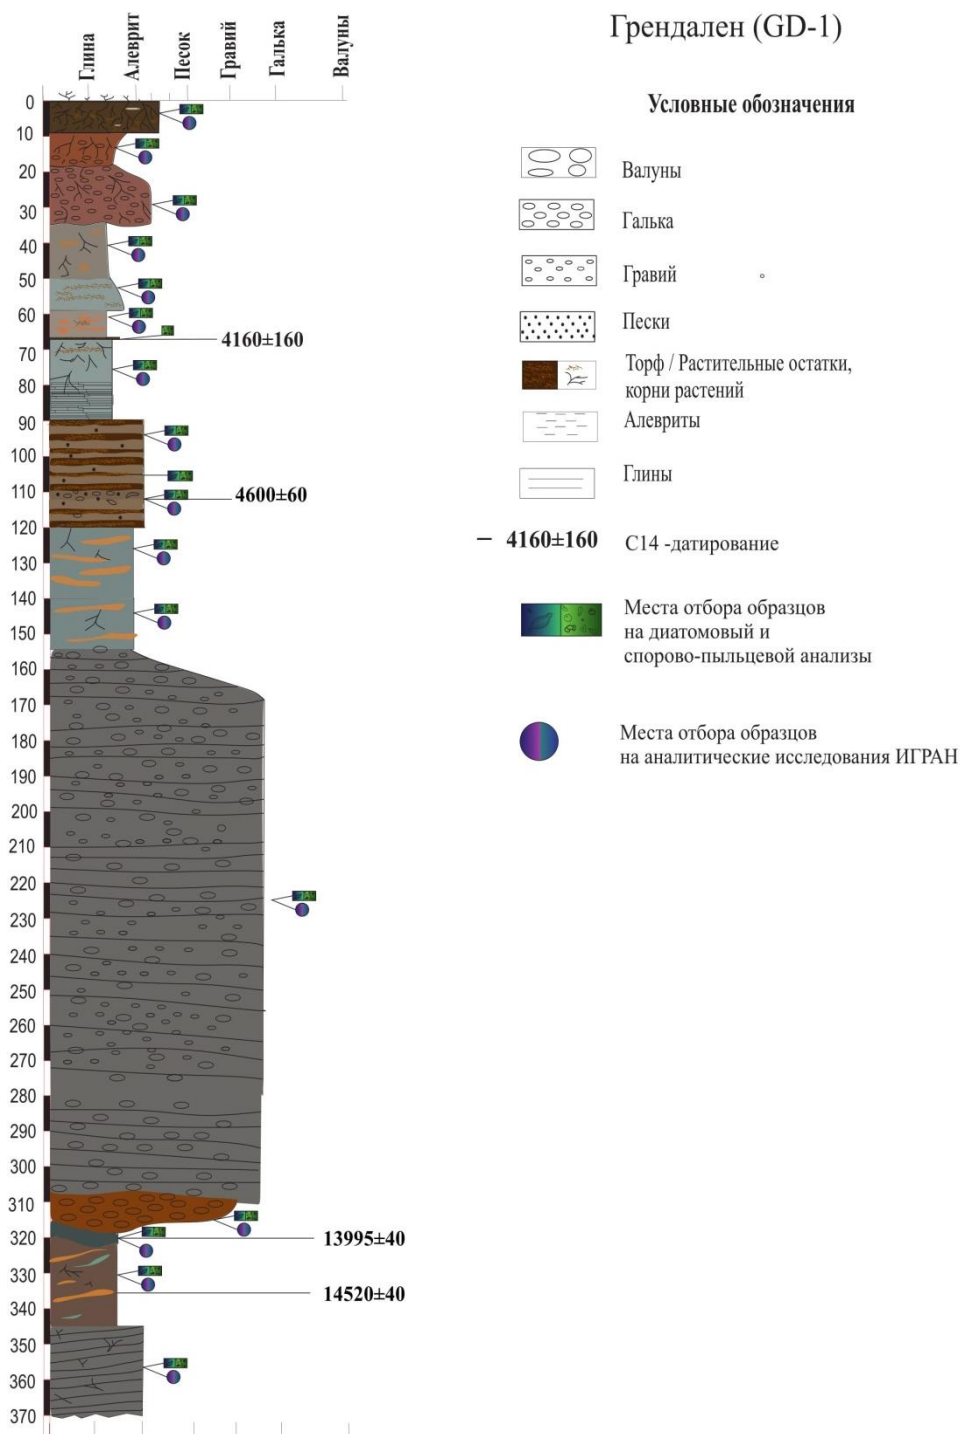 Грендален (GD-1)
Глина
Алеврит
Песок
Гравий
Галька
Валуны
0
10
20
30
40
50
60
70
80
90
100
110
120
130
140
150
160
170
180
190
200
210
220
230
240
250
260
270
280
290
300
310
320
330
340
350
360
370
4160±160
4600±60
13995±40
14520±40
Условные обозначения
Валуны
Галька
Гравий
Пески
Торф / Растительные остатки,
корни растений
Алевриты
Глины
– 4160±160 С14 -датирование
Места отбора образцов
на диатомовый и
спорово-пыльцевой анализы
Места отбора образцов
на аналитические исследования ИГРАН